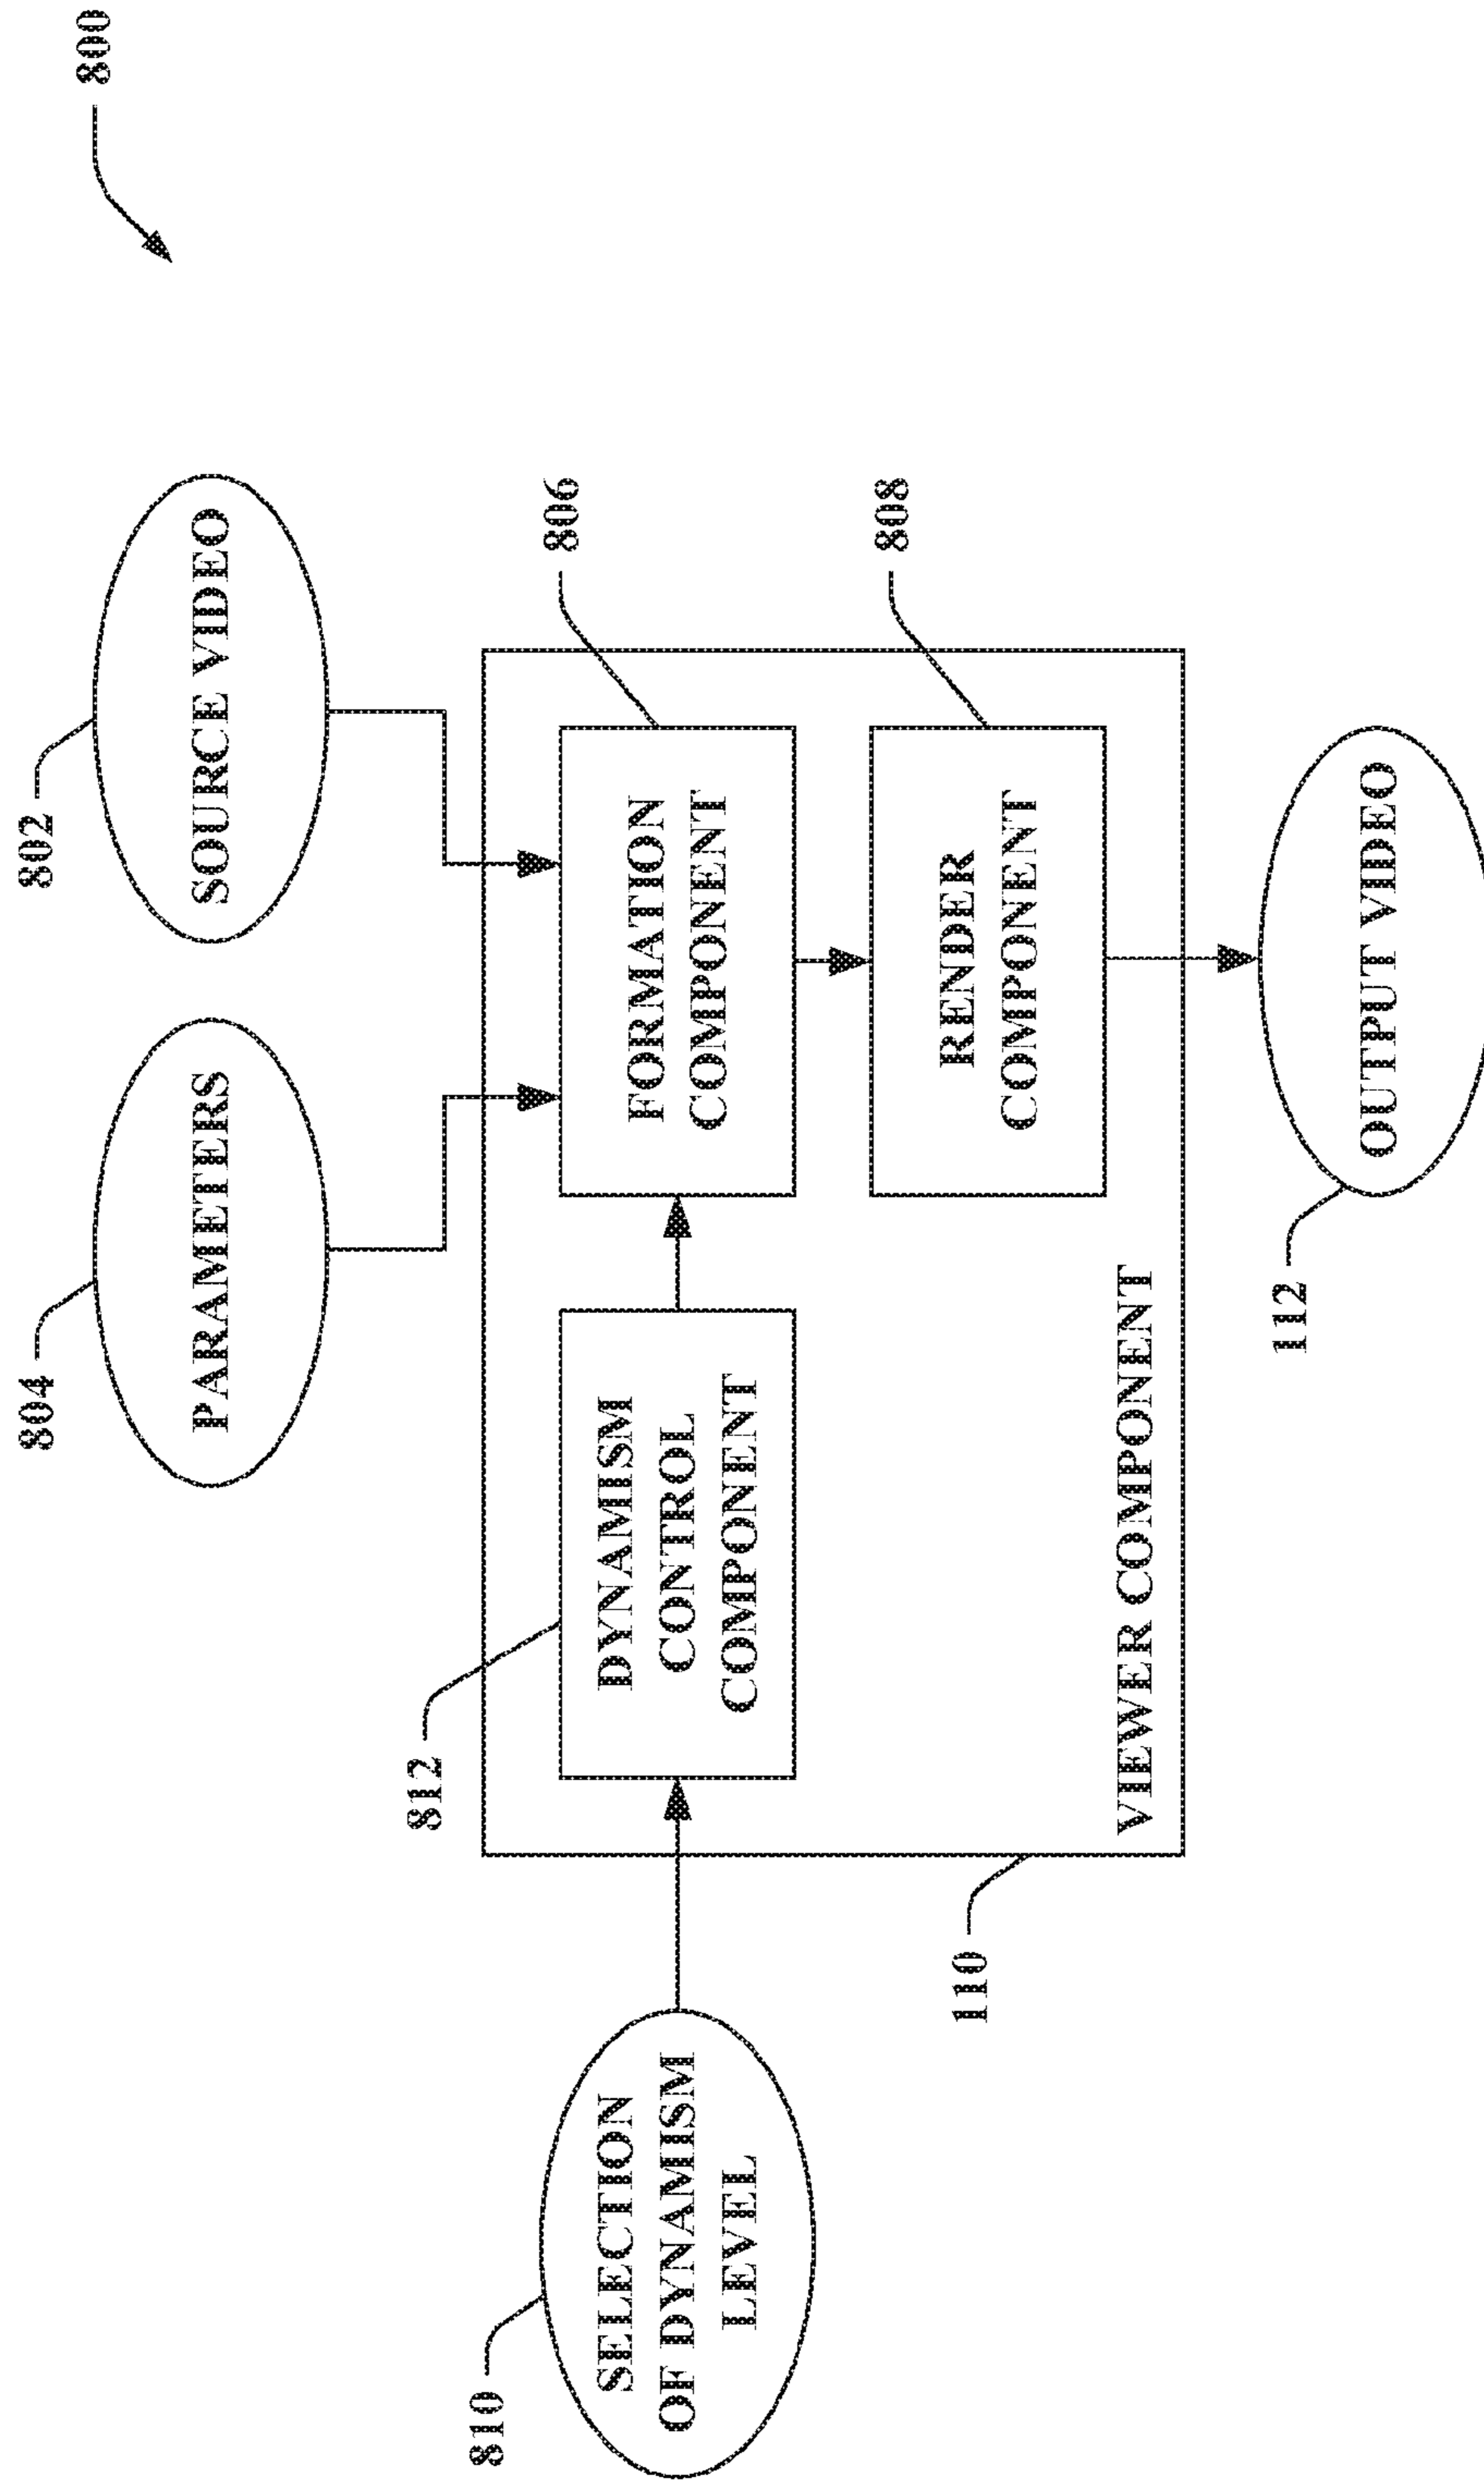 800
804
802
PARAMETERS
SOURCE VIDEO
812
806
810
SELECTION
OF DYNAMISM
LEVEL
DYNAMISM
CONTROL
COMPONENT
FORMATION
COMPONENT
808
RENDER
COMPONENT
110
VIEWER COMPONENT
112
OUTPUT VIDEO